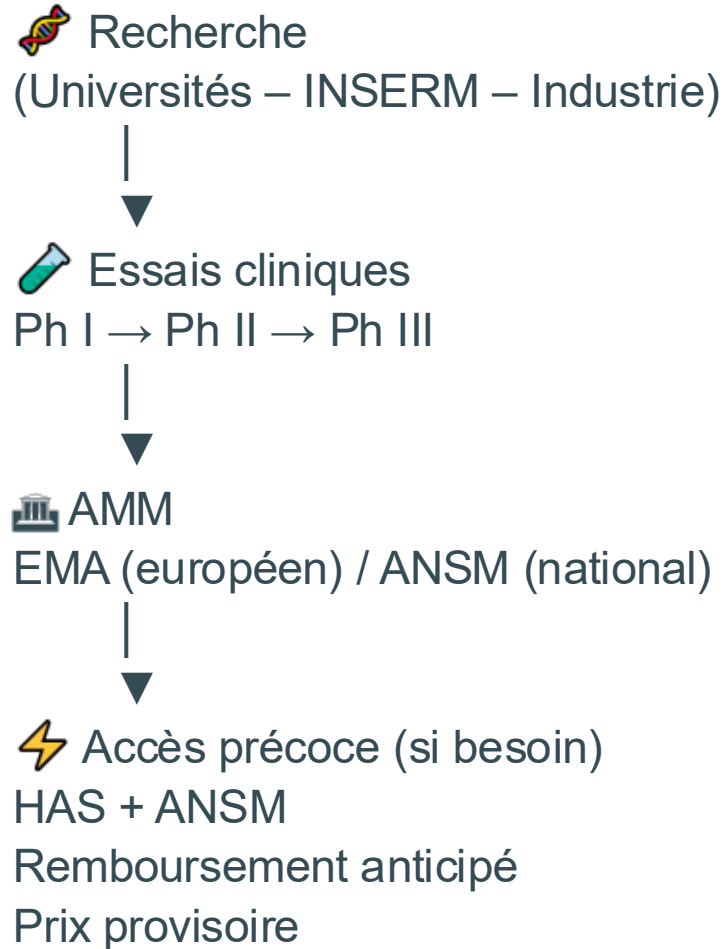 🧬 Recherche
(Universités – INSERM – Industrie)
│
▼
🧪 Essais cliniques
Ph I → Ph II → Ph III
│
▼
🏛 AMM
EMA (européen) / ANSM (national)
│
▼
⚡ Accès précoce (si besoin)
HAS + ANSM
Remboursement anticipé
Prix provisoire